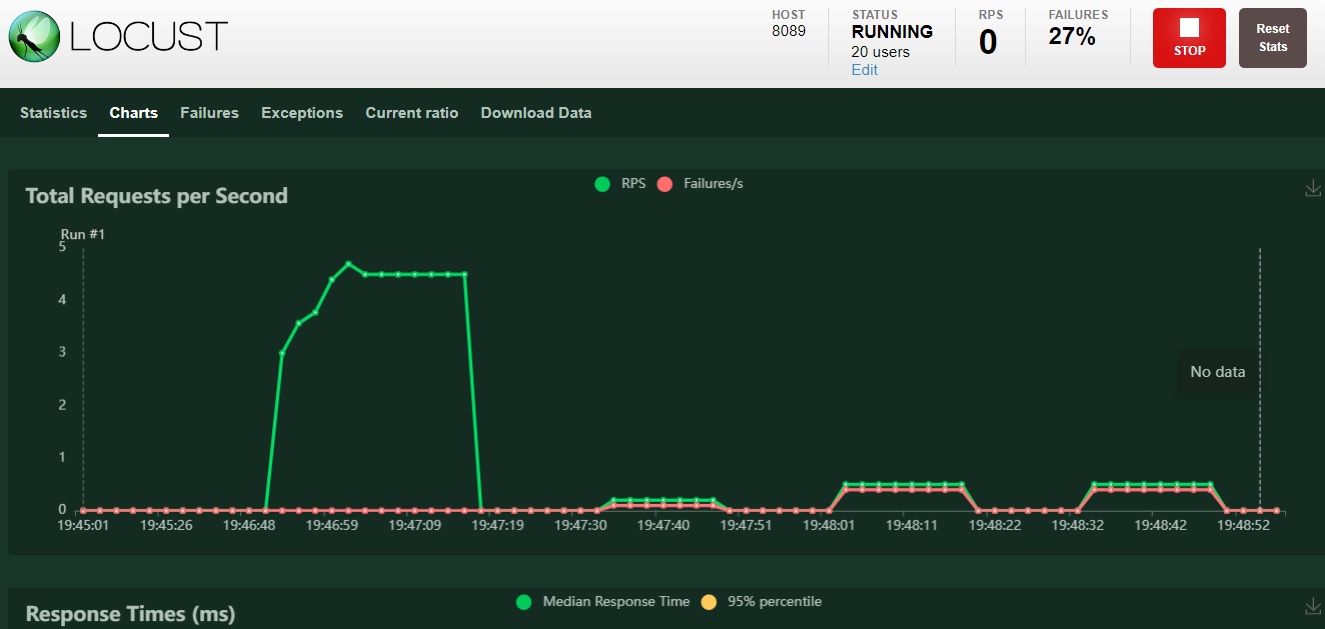 LOCUST
HOST
8089
STATUS
RUNNING
20 users
Edit
RPS
0
FAILURES
27%
STOP
Reset
Stats
Statistics Charts Failures Exceptions Current ratio Download Data
Total Requests per Second
RPS Failures/s
Run #1
5
4
3
2
1
0
No data
19:45:01 19:45:26 19:46:48 19:46:59 19:47:09 19:47:19 19:47:30 19:47:40 19:47:51 19:48:01 19:48:11 19:48:22 19:48:32 19:48:42 19:48:52
Response Times (ms)
Median Response Time 95% percentile